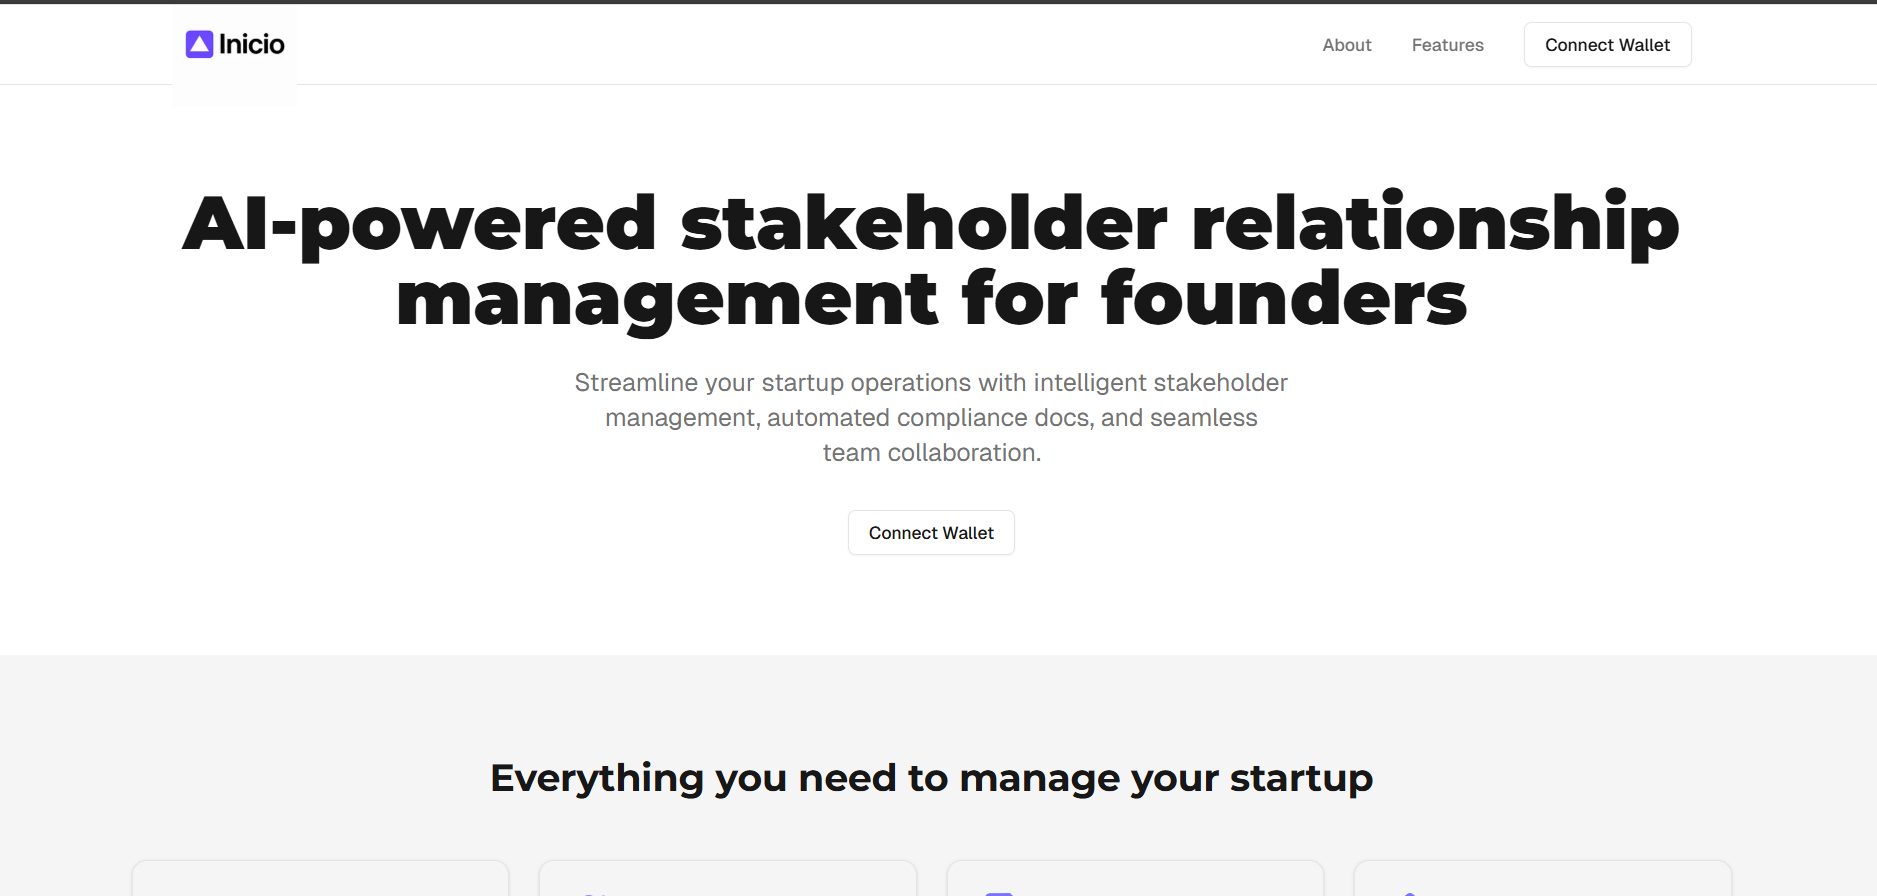 Inicio
About
Features
Connect Wallet
AI-powered stakeholder relationship
management for founders
Streamline your startup operations with intelligent stakeholder
management, automated compliance docs, and seamless
team collaboration.
Connect Wallet
Everything you need to manage your startup